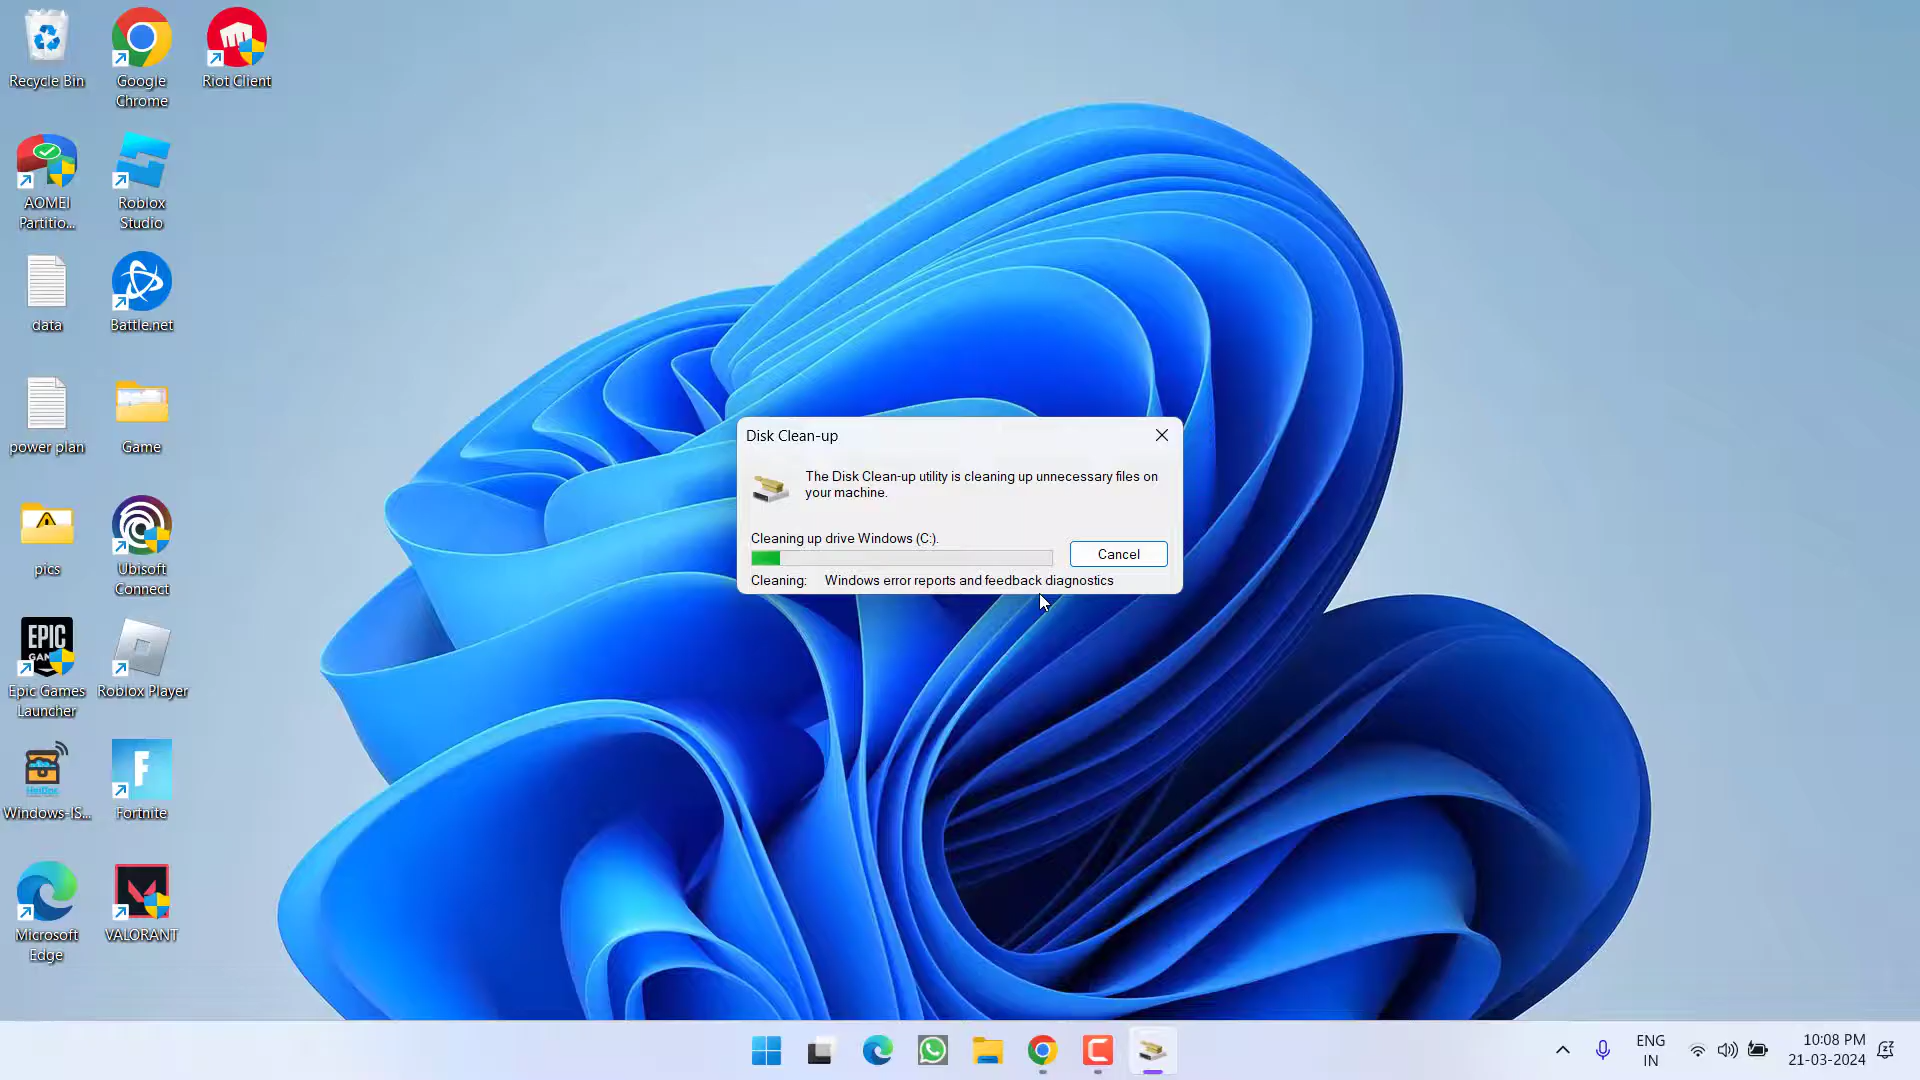 Recycle Bin
Google
Chrome
Riot Client
AOMEI
Partitio...
Roblox
Studio
data
Battle.net
power plan
Game
pics
Ubisoft
Connect
EPIC
Epic Games
Launcher
Roblox Player
Windows-IS...
Fortnite
Microsoft
Edge
VALORANT
Disk Clean-up
The Disk Clean-up utility is cleaning up unnecessary files on
your machine.
Cleaning up drive Windows (C:).
Cancel
Cleaning: Windows error reports and feedback diagnostics
ENG
IN
10:08 PM
21-03-2024